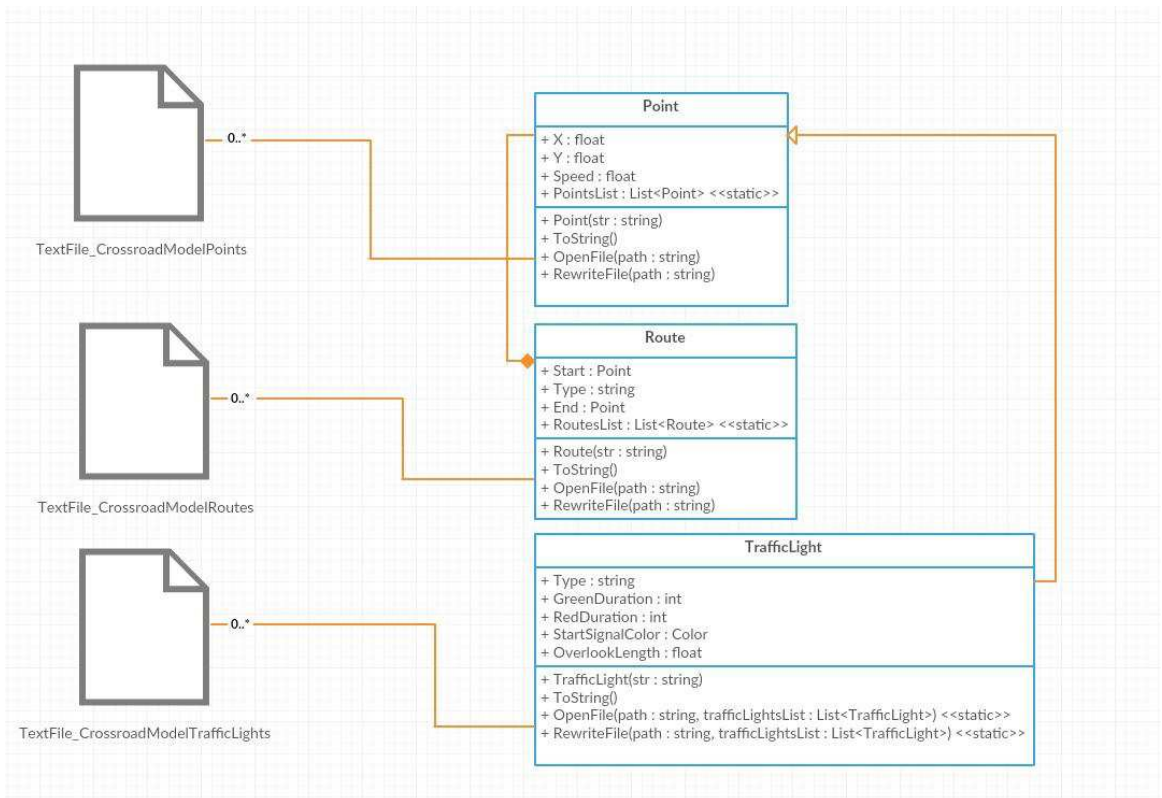 0..*
TextFile_CrossroadModelPoints
Point
+ X : float
+ Y : float
+ Speed : float
+ PointsList : List<Point> <<static>>
+ Point(str : string)
+ ToString()
+ OpenFile(path : string)
+ RewriteFile(path : string)
0..*
TextFile_CrossroadModelRoutes
Route
+ Start : Point
+ Type : string
+ End : Point
+ RoutesList : List<Route> <<static>>
+ Route(str : string)
+ ToString()
+ OpenFile(path : string)
+ RewriteFile(path : string)
0..*
TextFile_CrossroadModelTrafficLights
TrafficLight
+ Type : string
+ GreenDuration : int
+ RedDuration : int
+ StartSignalColor : Color
+ OverlookLength : float
+ TrafficLight(str : string)
+ ToString()
+ OpenFile(path : string, trafficLightsList : List<TrafficLight>) <<static>>
+ RewriteFile(path : string, trafficLightsList : List<TrafficLight>) <<static>>